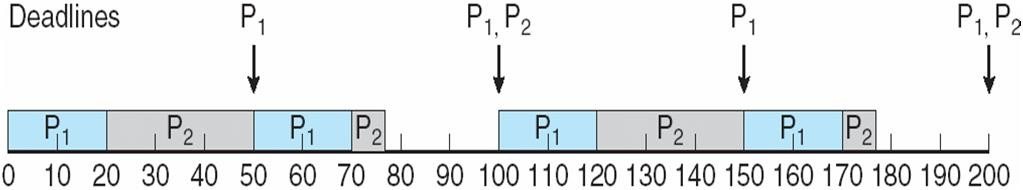 Deadlines P₁ P₁, P₂ P₁ P₁, P₂
P₁ P₂ P₁ P₂ P₁ P₂ P₁ P₂
0 10 20 30 40 50 60 70 80 90 100 110 120 130 140 150 160 170 180 190 200